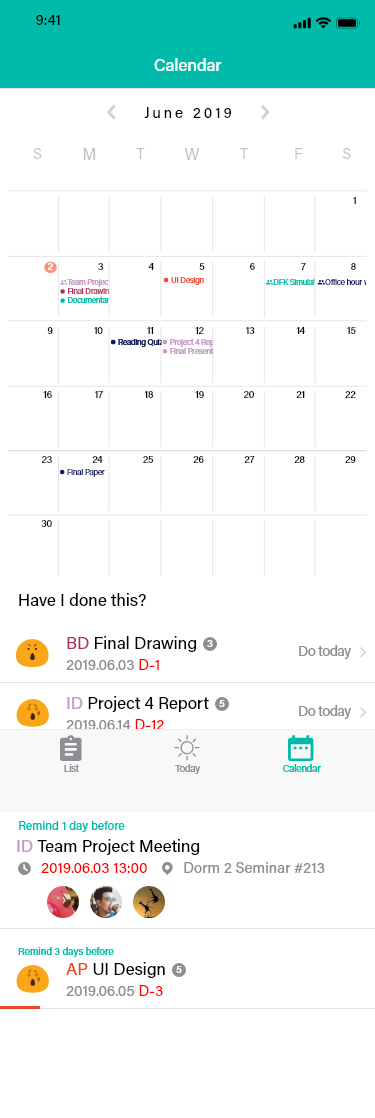 9:41
Calendar
June 2019
S M T W T F S
1
2 3 4 5 6 7 8
Team Projec UI Design DFK Simulat Office hour w
Final Drawin
Documentar
9 10 11 12 13 14 15
Reading Quiz Project 4 Rep
Final Present
16 17 18 19 20 21 22
23 24 25 26 27 28 29
Final Paper
30
Have I done this?
BD Final Drawing 3
2019.06.03 D-1
Do today
ID Project 4 Report 5
2019.06.14 D-12
Do today
List Today Calendar
Remind 1 day before
ID Team Project Meeting
2019.06.03 13:00 Dorm 2 Seminar #213
Remind 3 days before
AP UI Design 5
2019.06.05 D-3